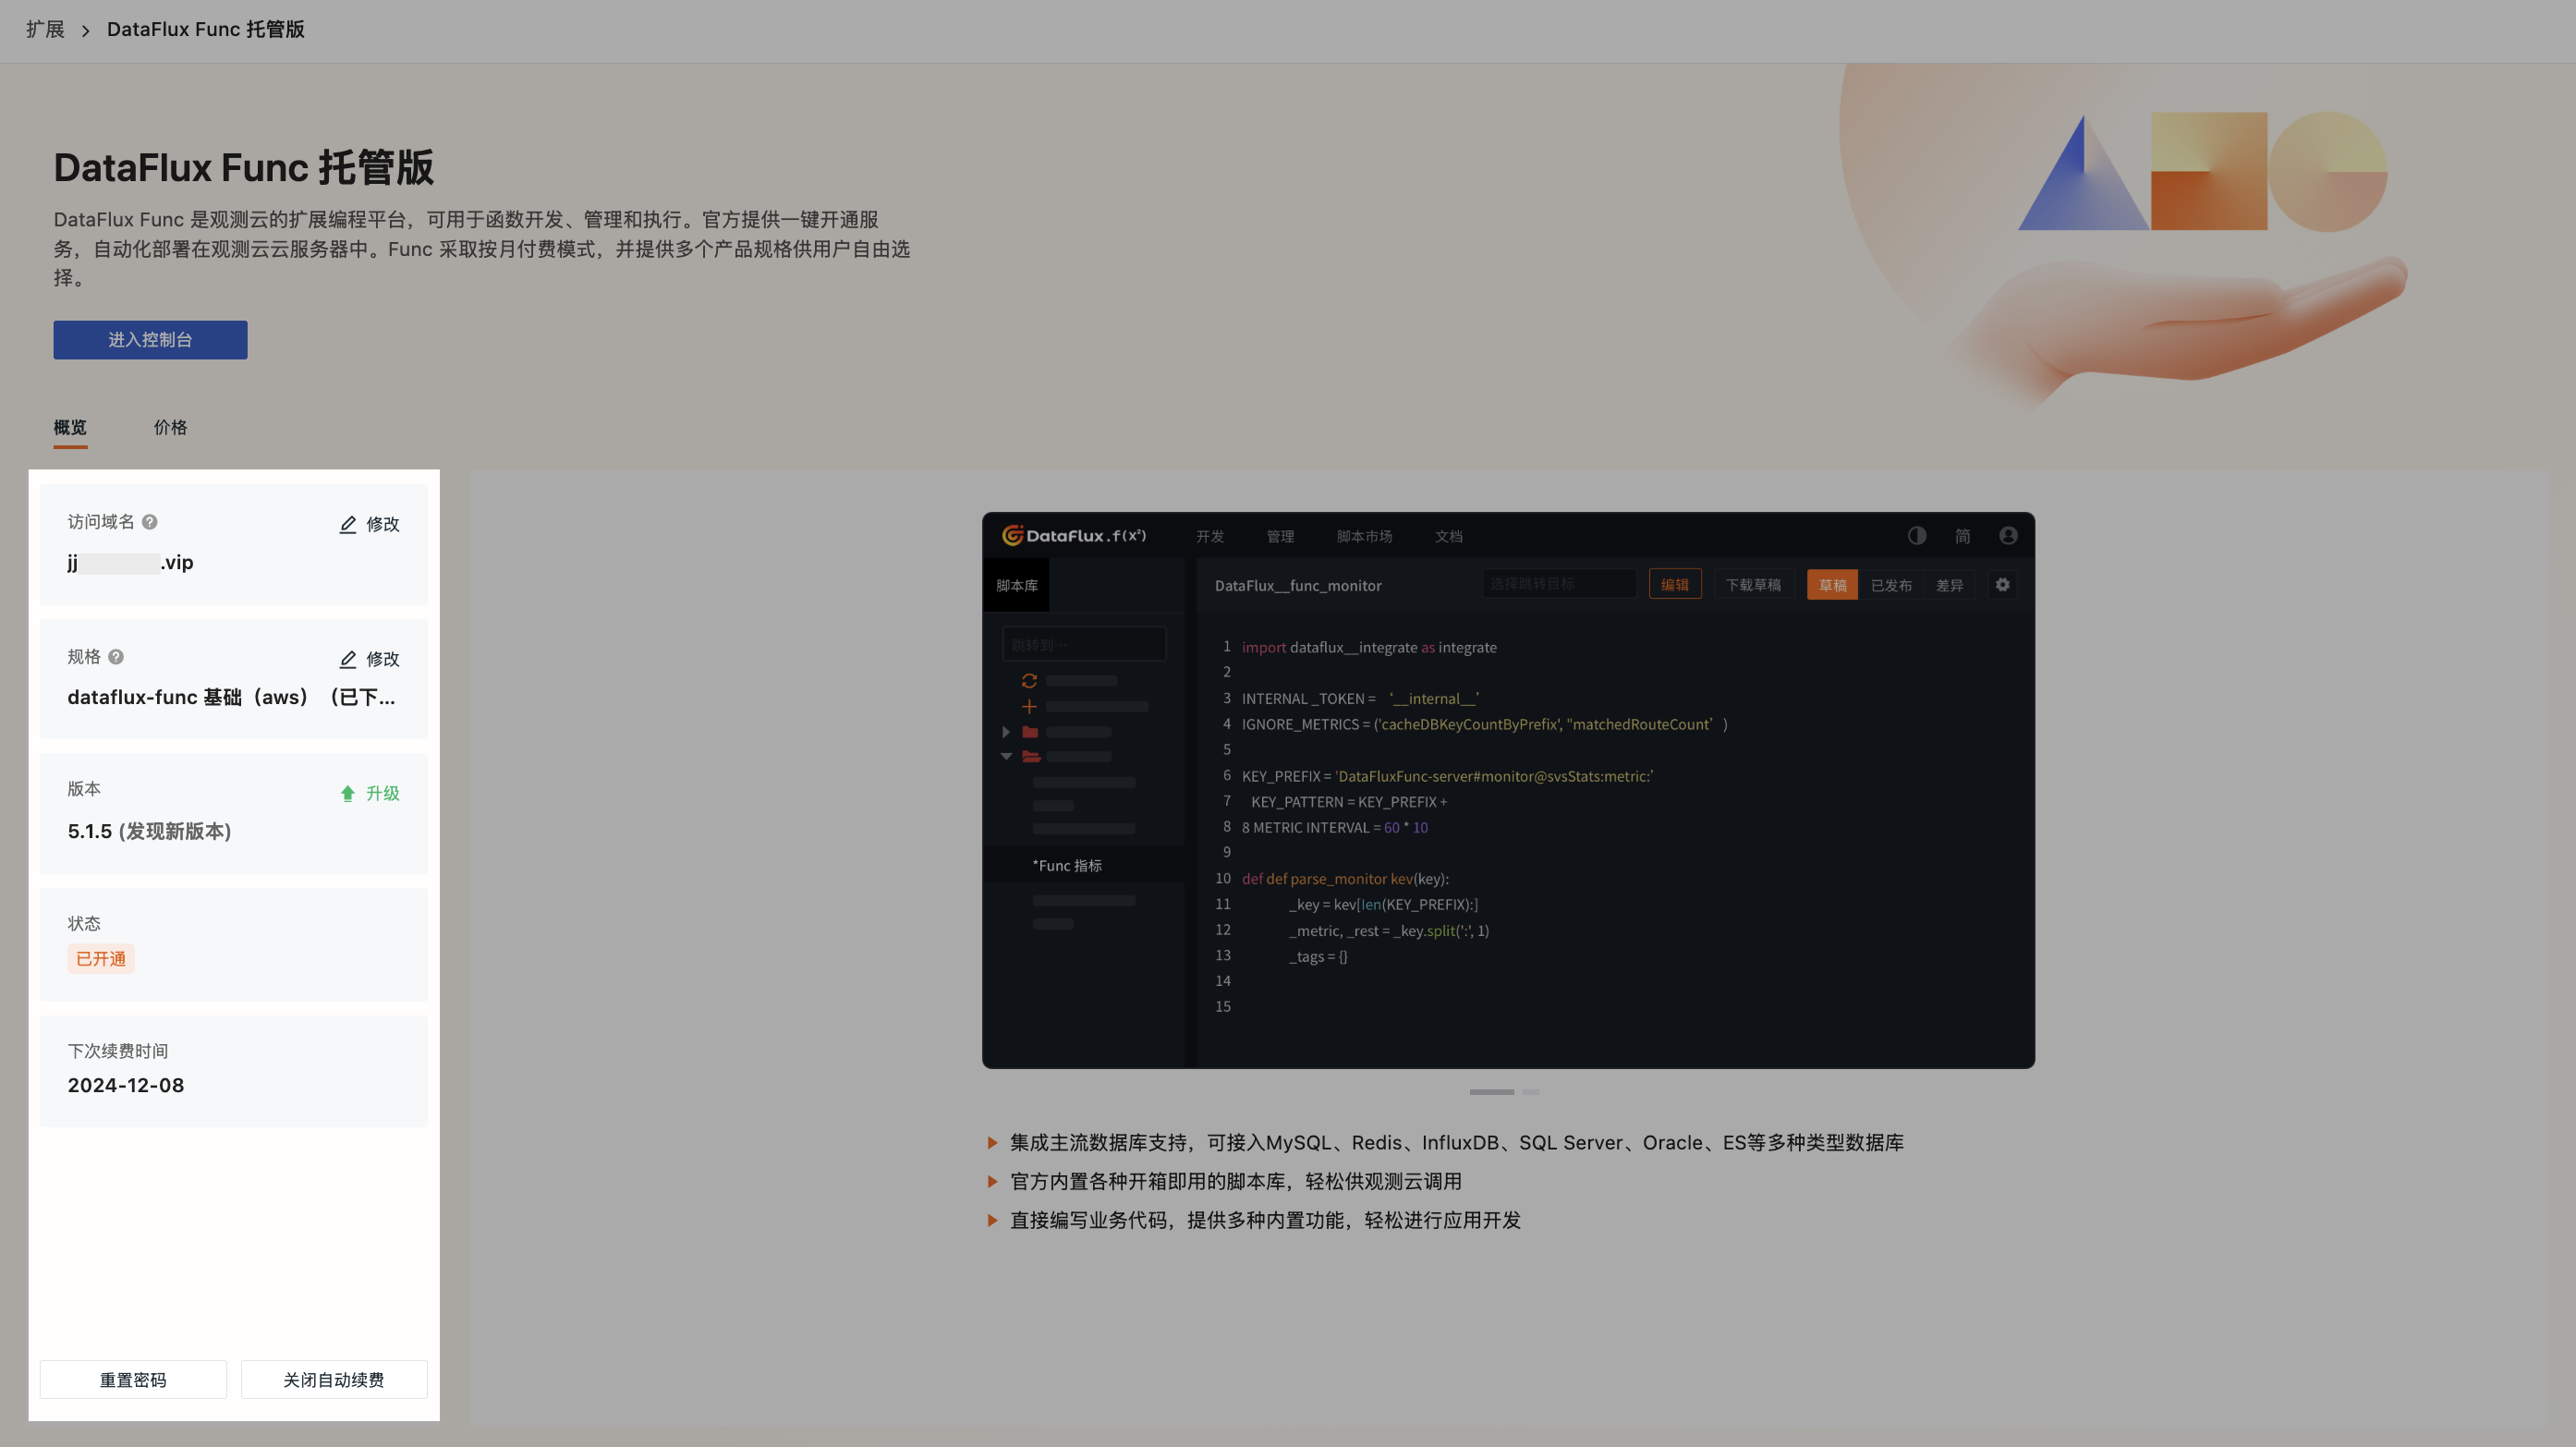 扩展 > DataFlux Func 托管版
DataFlux Func 托管版
DataFlux Func 是观测云的扩展编程平台，可用于函数开发、管理和执行。官方提供一键开通服
务，自动化部署在观测云云服务器中。Func 采取按月付费模式，并提供多个产品规格供用户自由选
择。
进入控制台
概览 价格
访问域名 修改
jj .vip
规格 修改
dataflux-func 基础（aws）（已下...
版本 升级
5.1.5 (发现新版本)
状态
已开通
下次续费时间
2024-12-08
重置密码 关闭自动续费
DataFlux.f(x²) 开发 管理 脚本市场 文档 简
脚本库
跳转到…
*Func 指标
DataFlux__func_monitor 选择跳转目标 编辑 下载草稿 草稿 已发布 差异
1 import dataflux__integrate as integrate
2
3 INTERNAL _TOKEN = ‘__internal__’
4 IGNORE_METRICS = ('cacheDBKeyCountByPrefix', "matchedRouteCount’ )
5
6 KEY_PREFIX = 'DataFluxFunc-server#monitor@svsStats:metric:’
7 KEY_PATTERN = KEY_PREFIX +
8 8 METRIC INTERVAL = 60 * 10
9
10 def def parse_monitor kev(key):
11 _key = kev[len(KEY_PREFIX):]
12 _metric, _rest = _key.split(':', 1)
13 _tags = {}
14
15
集成主流数据库支持，可接入MySQL、Redis、InfluxDB、SQL Server、Oracle、ES等多种类型数据库
官方内置各种开箱即用的脚本库，轻松供观测云调用
直接编写业务代码，提供多种内置功能，轻松进行应用开发